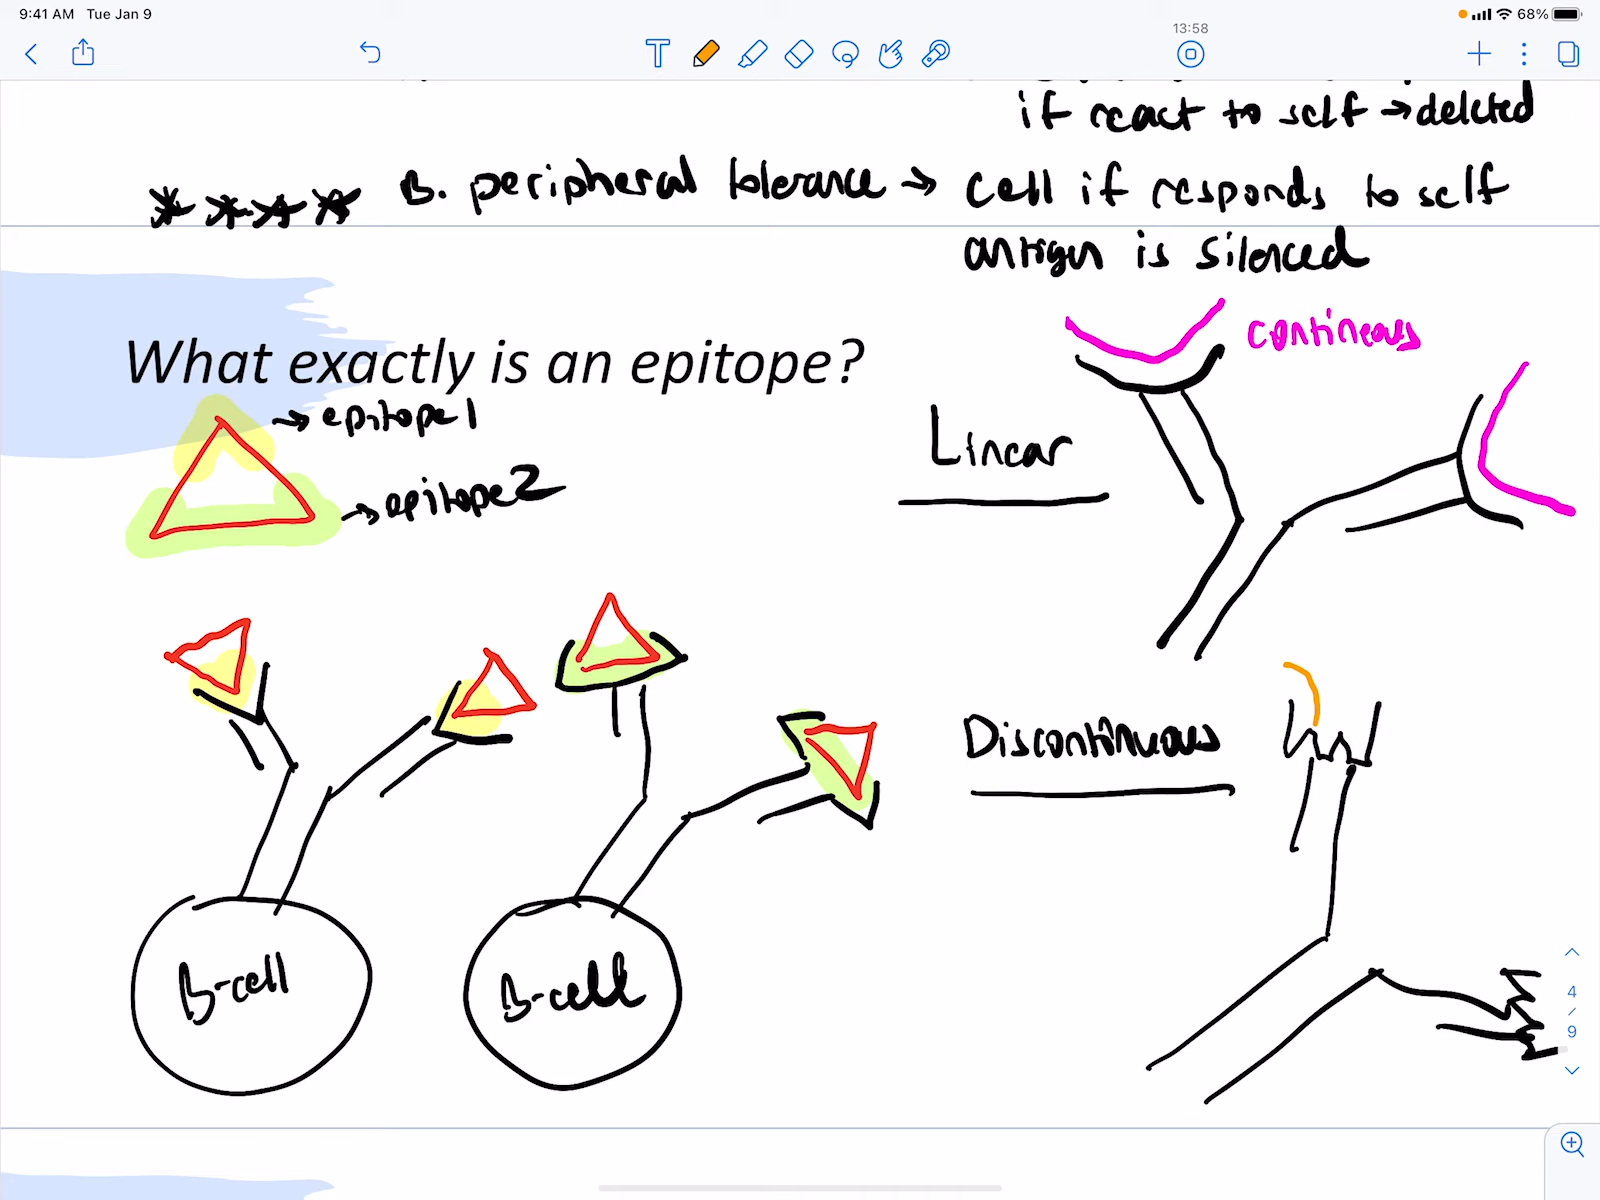 9:41 AM Tue Jan 9
68%
13:58
if react to self → deleted
B. peripheral tolerance → cell if responds to self
antigen is silenced
What exactly is an epitope?
→ epitope 1
→ epitope 2
contineous
Linear
Discontinuous
B-cell
B-cell
4
/
9